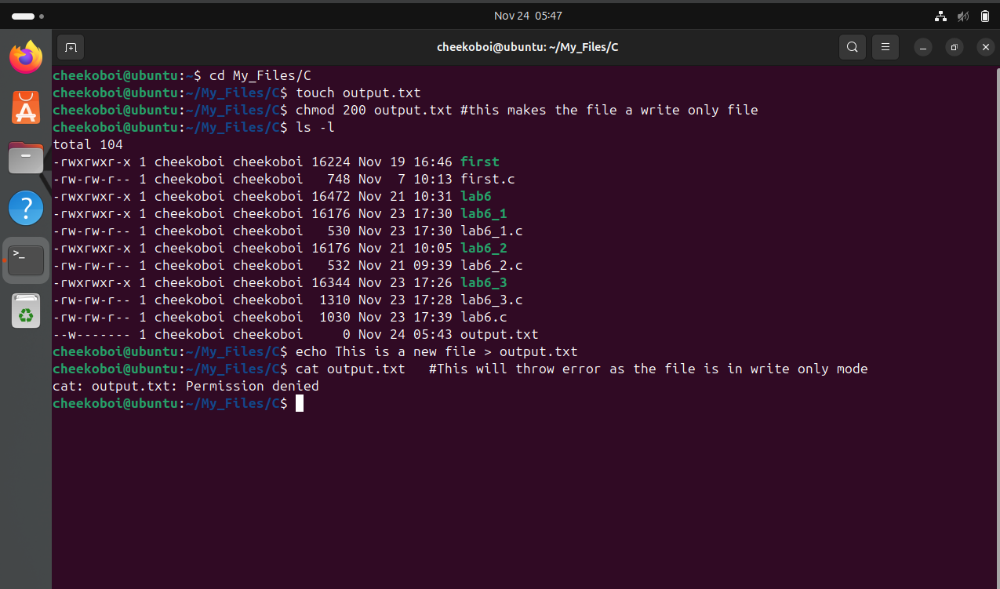 Nov 24 05:47
cheekoboi@ubuntu: ~/My_Files/C
cheekoboi@ubuntu:~$ cd My_Files/C
cheekoboi@ubuntu:~/My_Files/C$ touch output.txt
cheekoboi@ubuntu:~/My_Files/C$ chmod 200 output.txt #this makes the file a write only file
cheekoboi@ubuntu:~/My_Files/C$ ls -l
total 104
-rwxrwxr-x 1 cheekoboi cheekoboi 16224 Nov 19 16:46 first
-rw-rw-r-- 1 cheekoboi cheekoboi   748 Nov  7 10:13 first.c
-rwxrwxr-x 1 cheekoboi cheekoboi 16472 Nov 21 10:31 lab6
-rwxrwxr-x 1 cheekoboi cheekoboi 16176 Nov 23 17:30 lab6_1
-rw-rw-r-- 1 cheekoboi cheekoboi   530 Nov 23 17:30 lab6_1.c
-rwxrwxr-x 1 cheekoboi cheekoboi 16176 Nov 21 10:05 lab6_2
-rw-rw-r-- 1 cheekoboi cheekoboi   532 Nov 21 09:39 lab6_2.c
-rwxrwxr-x 1 cheekoboi cheekoboi 16344 Nov 23 17:26 lab6_3
-rw-rw-r-- 1 cheekoboi cheekoboi  1310 Nov 23 17:28 lab6_3.c
-rw-rw-r-- 1 cheekoboi cheekoboi  1030 Nov 23 17:39 lab6.c
--w------- 1 cheekoboi cheekoboi     0 Nov 24 05:43 output.txt
cheekoboi@ubuntu:~/My_Files/C$ echo This is a new file > output.txt
cheekoboi@ubuntu:~/My_Files/C$ cat output.txt   #This will throw error as the file is in write only mode
cat: output.txt: Permission denied
cheekoboi@ubuntu:~/My_Files/C$